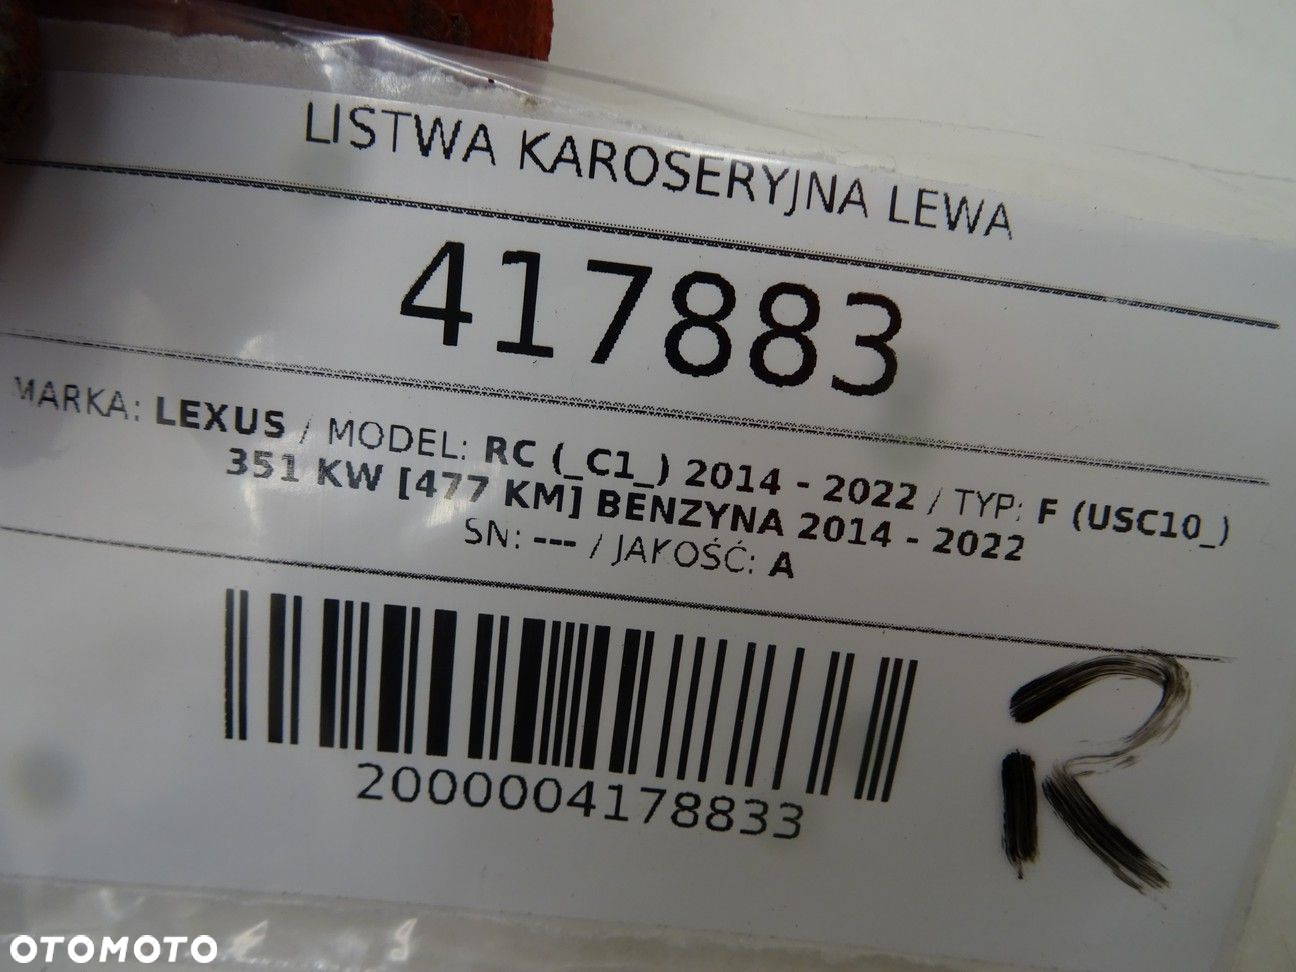 LISTWA KAROSERYJNA LEWA
417883
MARKA: LEXUS / MODEL: RC (_C1_) 2014 - 2022 / TYP: F (USC10_)
351 KW [477 KM] BENZYNA 2014 - 2022
SN: --- / JAKOŚĆ: A
2000004178833
R
OTOMOTO